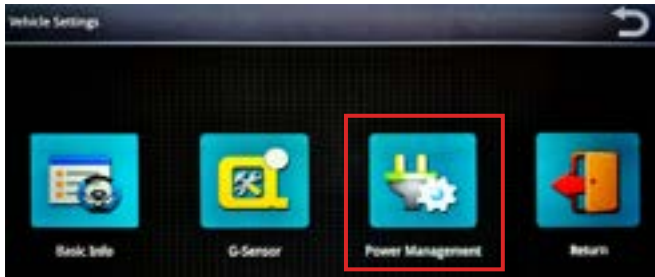 Vehicle Settings
Basic Info
G-Sensor
Power Management
Return